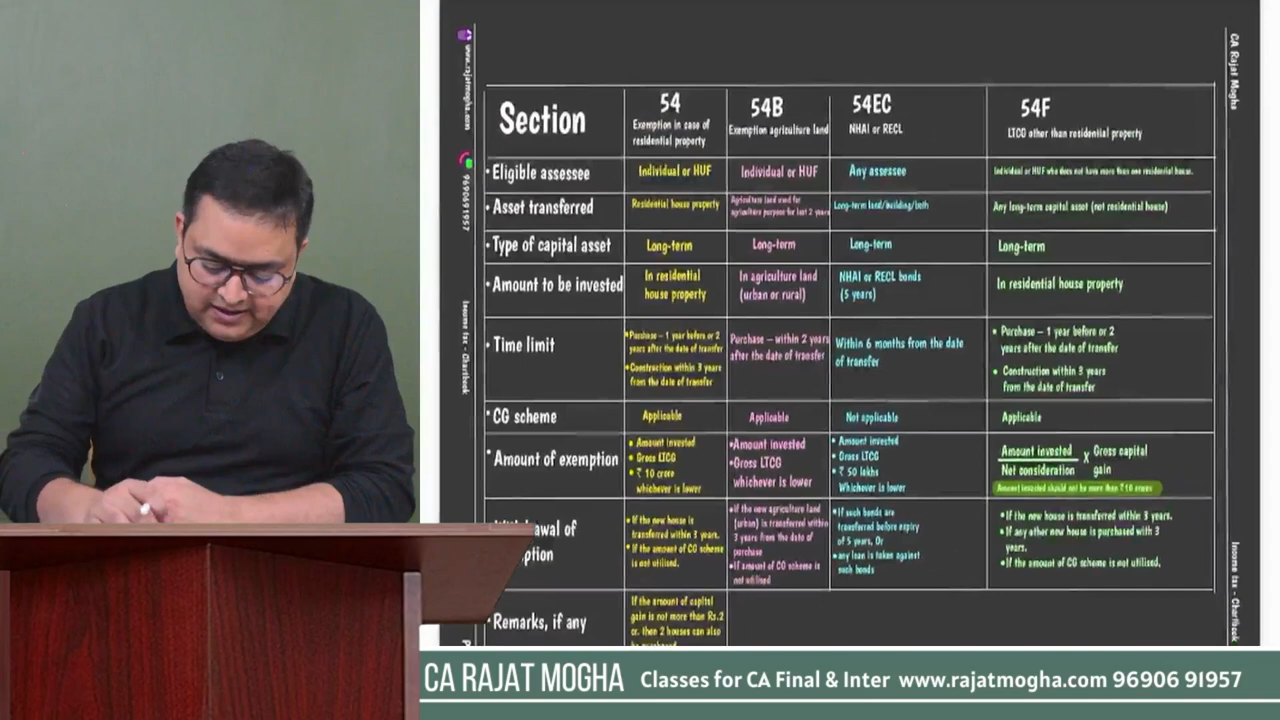 www.rajatmogha.com
9690691957
Income tax - Chartbook
CA Rajat Mogha
Income tax - Chartbook
Section
54
Exemption in case of
residential property
54B
Exemption agriculture land
54EC
NHAI or RECL
54F
LTCG other than residential property
• Eligible assessee
Individual or HUF
Individual or HUF
Any assessee
Individual or HUF who does not have more than one residential house.
• Asset transferred
Residential house property
Agriculture land used for
agriculture purpose for last 2 years
Long-term land/building/both
Any long-term capital asset (not residential house)
• Type of capital asset
Long-term
Long-term
Long-term
Long-term
• Amount to be invested
In residential
house property
In agriculture land
(urban or rural)
NHAI or RECL bonds
(5 years)
In residential house property
• Time limit
• Purchase – 1 year before or 2
years after the date of transfer
• Construction within 3 years
from the date of transfer
Purchase – within 2 years
after the date of transfer
Within 6 months from the date
of transfer
• Purchase – 1 year before or 2
years after the date of transfer
• Construction within 3 years
from the date of transfer
• CG scheme
Applicable
Applicable
Not applicable
Applicable
• Amount of exemption
• Amount invested
• Gross LTCG
• ₹ 10 crore
whichever is lower
• Amount invested
• Gross LTCG
whichever is lower
• Amount invested
• Gross LTCG
• ₹ 50 lakhs
Whichever is lower
Amount invested
Net consideration
X Gross capital
gain
Amount invested should not be more than ₹10 crores
awal of
ption
• If the new house is
transferred within 3 years.
• If the amount of CG scheme
is not utilised.
• If the new agriculture land
(urban) is transferred within
3 years from the date of
purchase
• If amount of CG scheme is
not utilised
• If such bonds are
transferred before expiry
of 5 years, Or
• any loan is taken against
such bonds
• If the new house is transferred within 3 years.
• If any other new house is purchased with 3
years.
• If the amount of CG scheme is not utilised.
• Remarks, if any
If the amount of capital
gain is not more than Rs.2
cr. then 2 houses can also
CA RAJAT MOGHA
Classes for CA Final & Inter www.rajatmogha.com 96906 91957